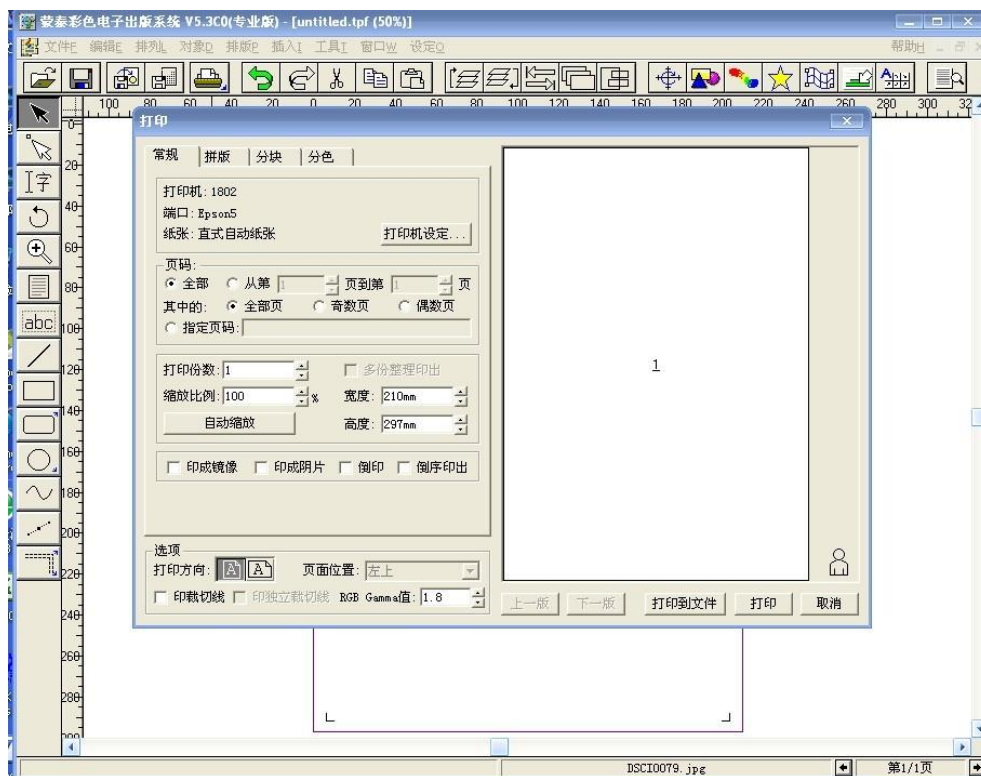 蒙泰彩色电子出版系统 V5.3C0(专业版) - [untitled.tpf (50%)]
文件F 编辑E 排列L 对象D 排版P 插入I 工具T 窗口W 设定O 帮助H
100 80 60 40 20 0 20 40 60 80 100 120 140 160 180 200 220 240 260 280 300 32
0
20
40
60
80
100
120
140
160
180
200
220
240
260
280
字
abc
打印
常规 拼版 分块 分色
打印机: 1802
端口: Epson5
纸张: 直式自动纸张 打印机设定...
页码:
全部 从第 1 页到第 1 页
其中的: 全部页 奇数页 偶数页
指定页码:
打印份数: 1 多份整理印出
缩放比例: 100 % 宽度: 210mm
自动缩放 高度: 297mm
印成镜像 印成阴片 倒印 倒序印出
选项
打印方向: A A 页面位置: 左上
印裁切线 印独立裁切线 RGB Gamma值: 1.8
1
上一版 下一版 打印到文件 打印 取消
DSCI0079.jpg 第1/1页